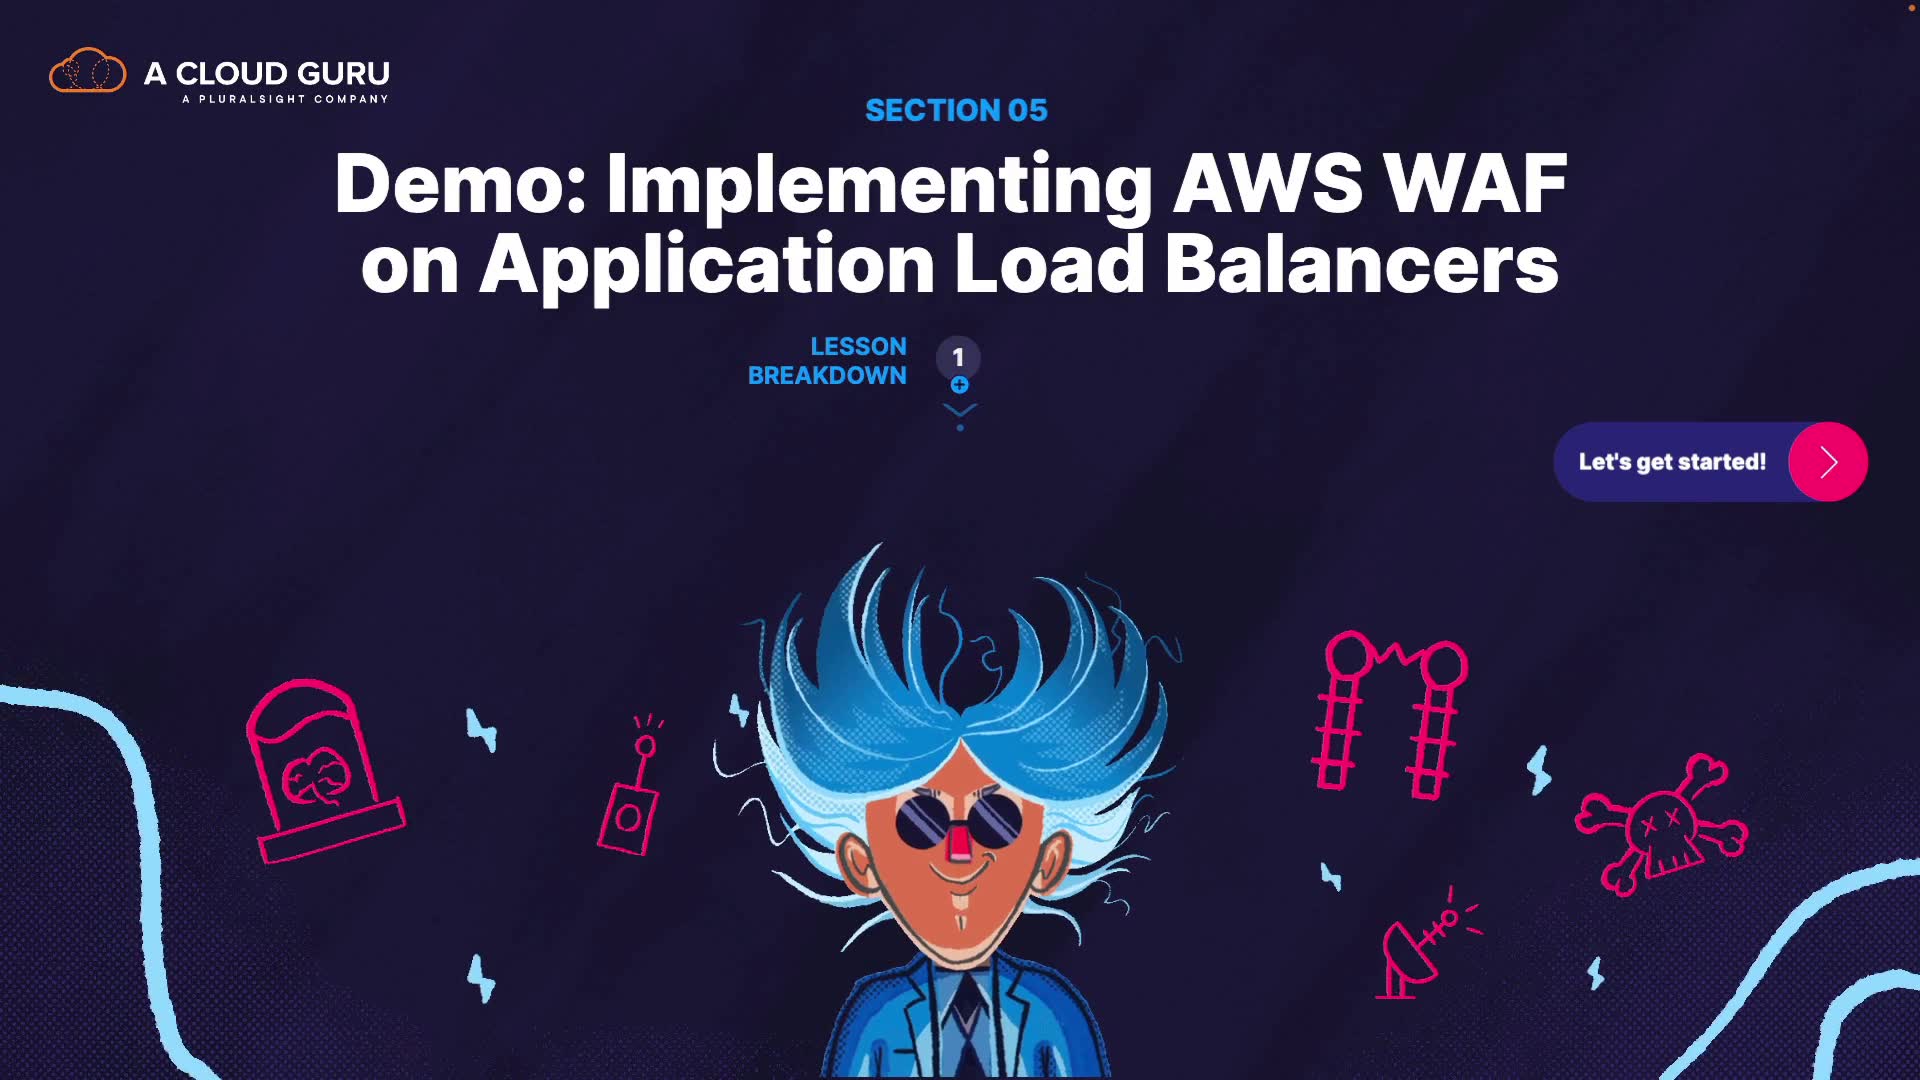 A CLOUD GURU
A PLURALSIGHT COMPANY
SECTION 05
Demo: Implementing AWS WAF
on Application Load Balancers
LESSON
BREAKDOWN
1
Let's get started!